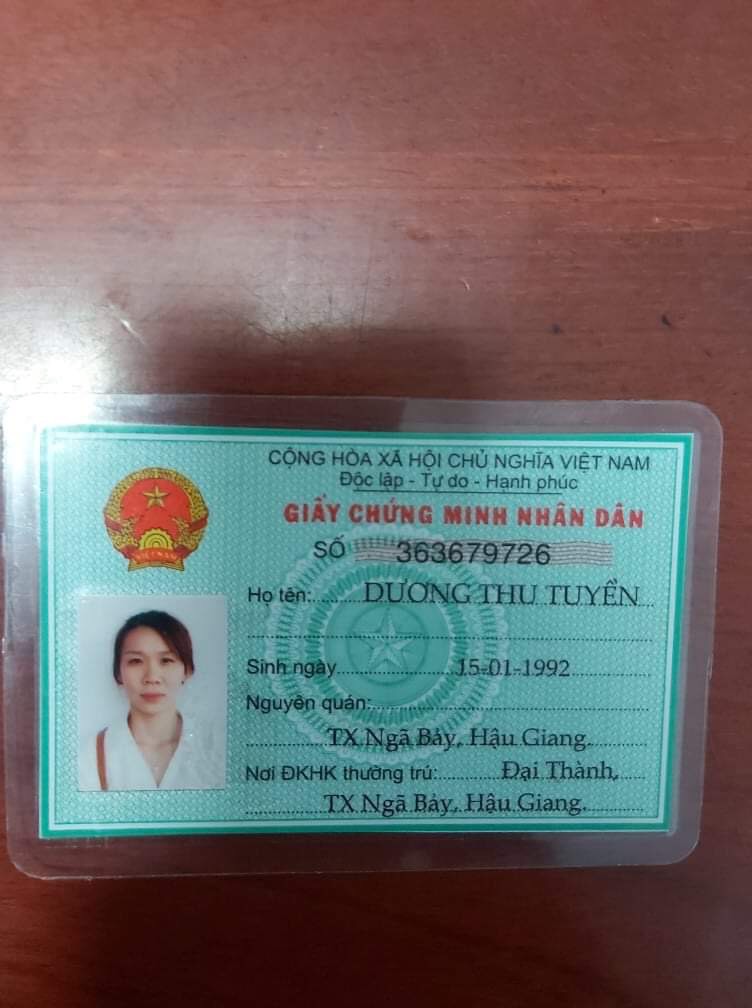 CỘNG HÒA XÃ HỘI CHỦ NGHĨA VIỆT NAM
Độc lập - Tự do - Hạnh phúc
GIẤY CHỨNG MINH NHÂN DÂN
SỐ 363679726
Họ tên: DƯƠNG THU TUYỀN
Sinh ngày 15-01-1992
Nguyên quán:
TX Ngã Bảy, Hậu Giang.
Nơi ĐKHK thường trú: Đại Thành,
TX Ngã Bảy, Hậu Giang.
VIỆT NAM